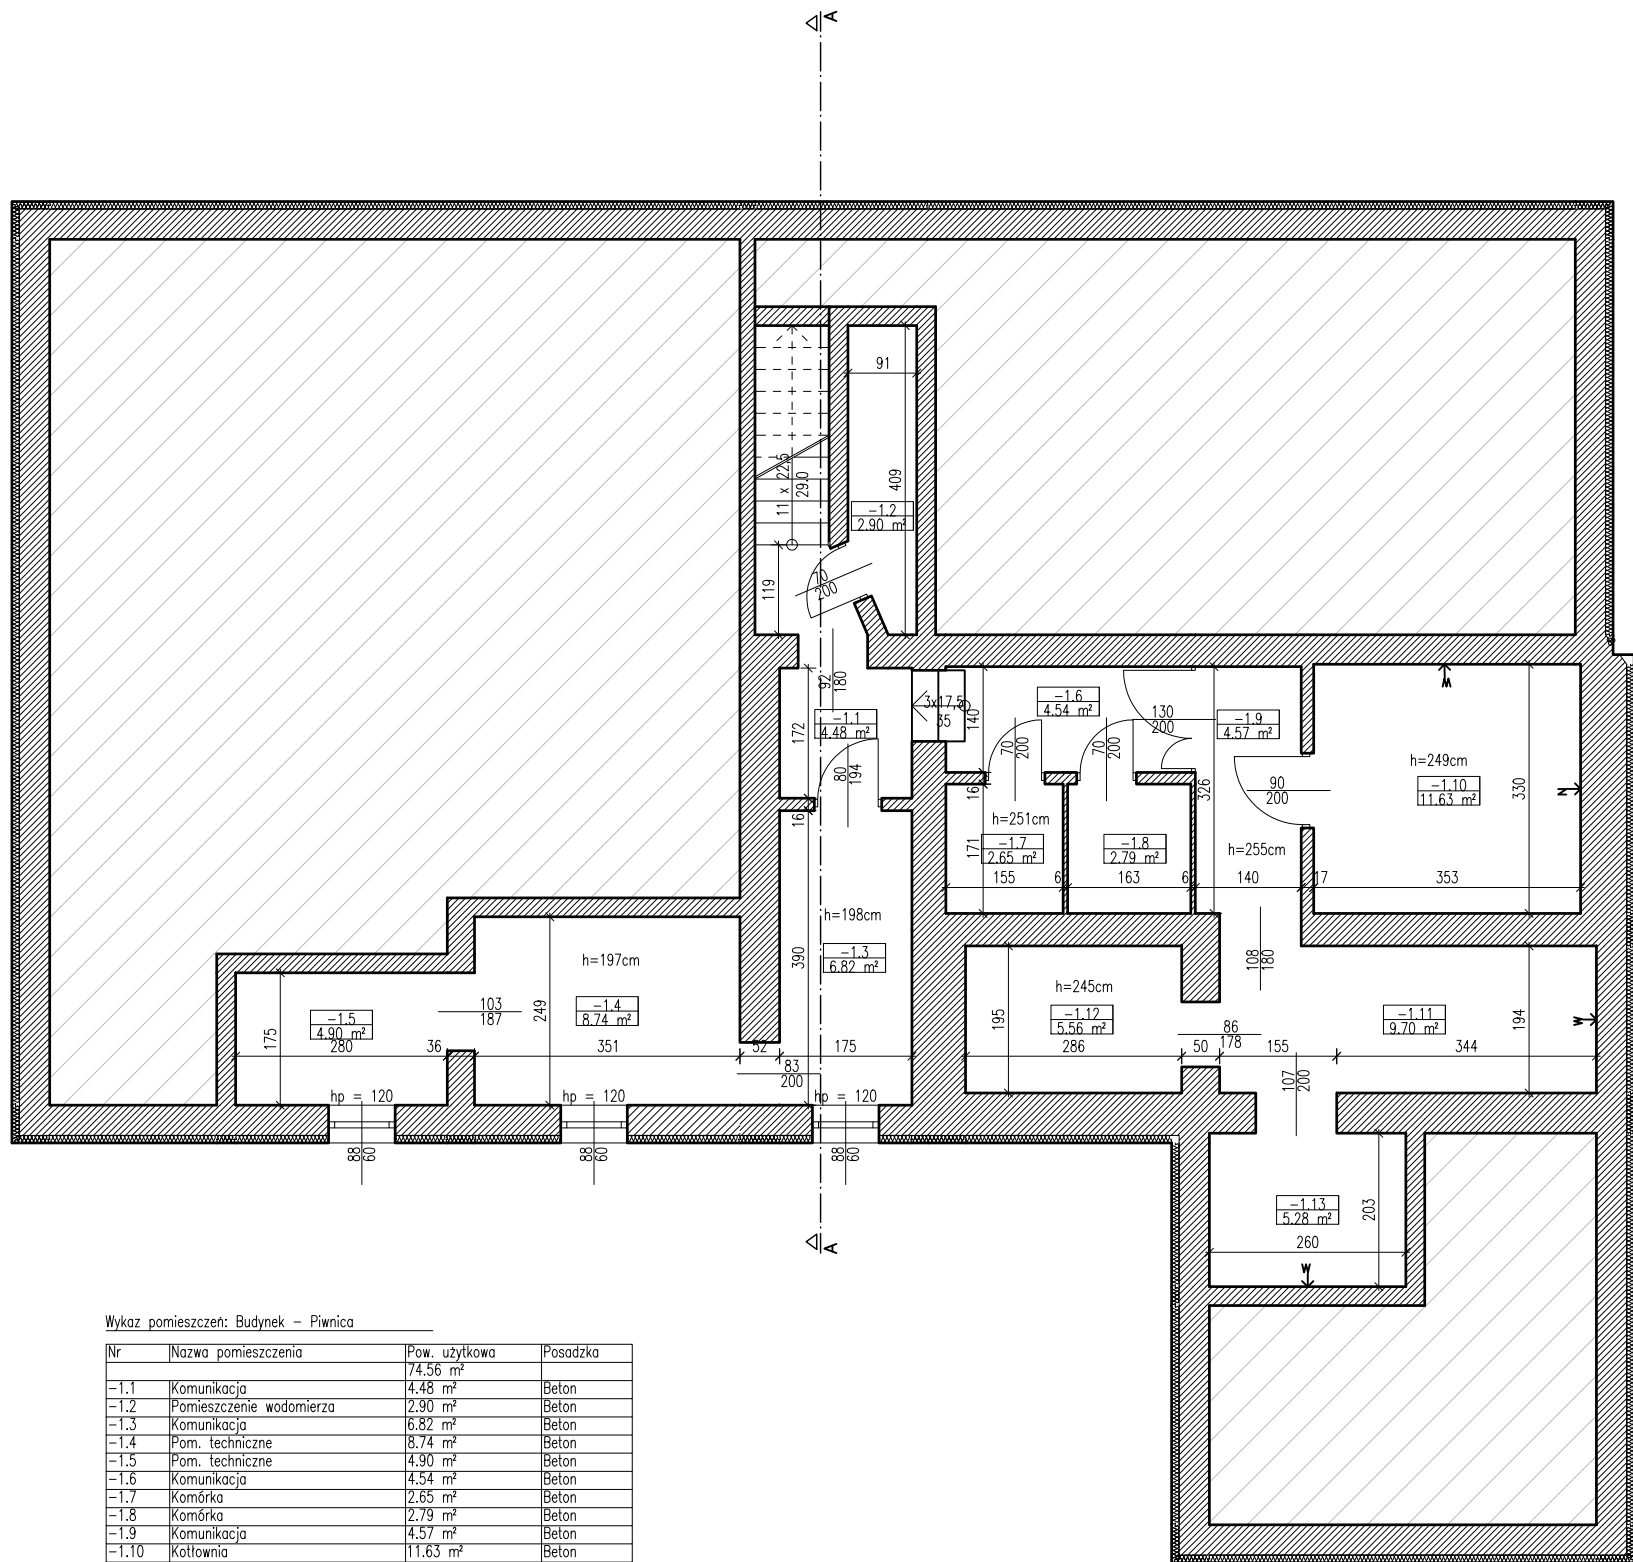 A
91
409
11 x 22,5
29.0
-1.2
2.90 m²
119
70
200
92
180
3x17,5
35
-1.1
4.48 m²
172
140
-1.6
4.54 m²
130
200
-1.9
4.57 m²
70
200
70
200
80
194
16
16
h=249cm
-1.10
11.63 m²
330
90
200
326
h=251cm
-1.7
2.65 m²
171
-1.8
2.79 m²
h=255cm
155
6
163
6
140
17
353
h=198cm
-1.3
6.82 m²
390
h=197cm
-1.4
8.74 m²
249
103
187
-1.5
4.90 m²
175
280
36
351
52
175
83
200
h=245cm
-1.12
5.56 m²
195
286
50
155
344
108
180
86
178
-1.11
9.70 m²
194
107
200
hp = 120
hp = 120
hp = 120
88
60
88
60
88
60
-1.13
5.28 m²
203
260
W
N
W
W
A
Wykaz pomieszczeń: Budynek - Piwnica
Nr Nazwa pomieszczenia Pow. użytkowa Posadzka
74.56 m²
-1.1 Komunikacja 4.48 m² Beton
-1.2 Pomieszczenie wodomierza 2.90 m² Beton
-1.3 Komunikacja 6.82 m² Beton
-1.4 Pom. techniczne 8.74 m² Beton
-1.5 Pom. techniczne 4.90 m² Beton
-1.6 Komunikacja 4.54 m² Beton
-1.7 Komórka 2.65 m² Beton
-1.8 Komórka 2.79 m² Beton
-1.9 Komunikacja 4.57 m² Beton
-1.10 Kotłownia 11.63 m² Beton